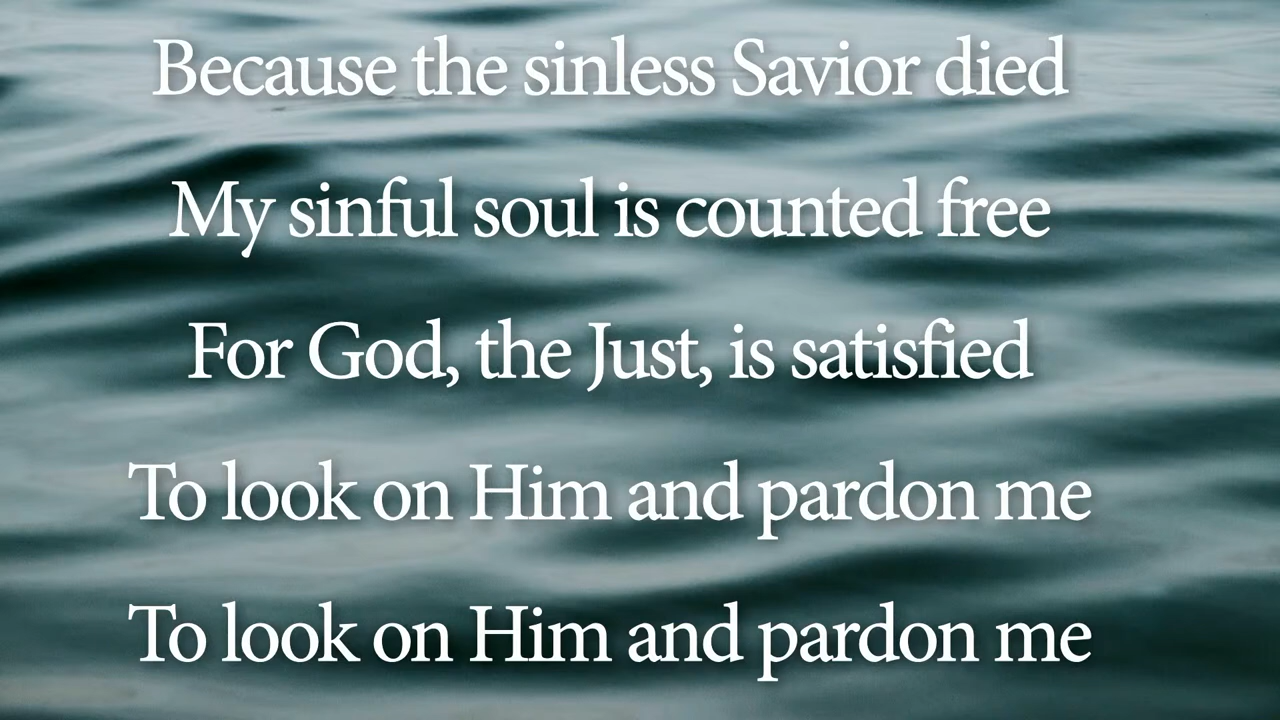 Because the sinless Savior died
My sinful soul is counted free
For God, the Just, is satisfied
To look on Him and pardon me
To look on Him and pardon me